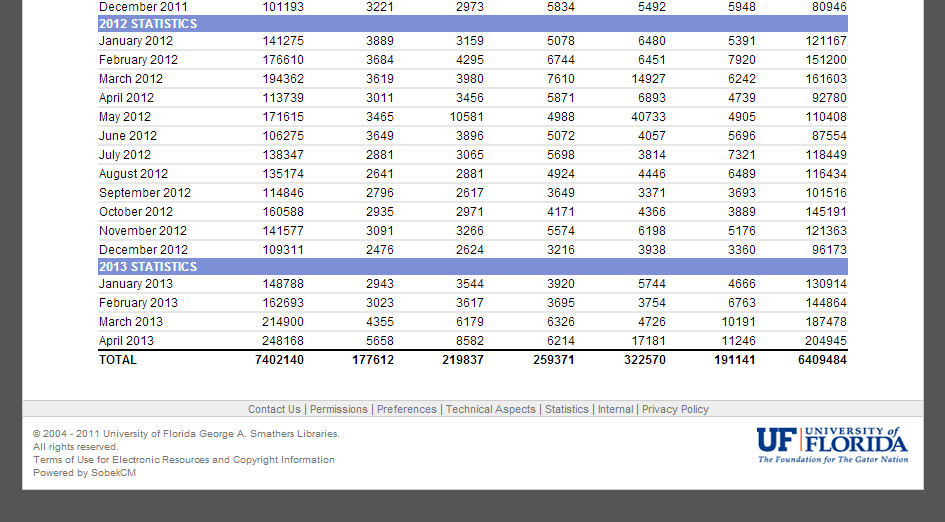 December 2011 101193 3221 2973 5834 5492 5948 80946
2012 STATISTICS
January 2012 141275 3889 3159 5078 6480 5391 121167
February 2012 176610 3684 4295 6744 6451 7920 151200
March 2012 194362 3619 3980 7610 14927 6242 161603
April 2012 113739 3011 3456 5871 6893 4739 92780
May 2012 171615 3465 10581 4988 40733 4905 110408
June 2012 106275 3649 3896 5072 4057 5696 87554
July 2012 138347 2881 3065 5698 3814 7321 118449
August 2012 135174 2641 2881 4924 4446 6489 116434
September 2012 114846 2796 2617 3649 3371 3693 101516
October 2012 160588 2935 2971 4171 4366 3889 145191
November 2012 141577 3091 3266 5574 6198 5176 121363
December 2012 109311 2476 2624 3216 3938 3360 96173
2013 STATISTICS
January 2013 148788 2943 3544 3920 5744 4666 130914
February 2013 162693 3023 3617 3695 3754 6763 144864
March 2013 214900 4355 6179 6326 4726 10191 187478
April 2013 248168 5658 8582 6214 17181 11246 204945
TOTAL 7402140 177612 219837 259371 322570 191141 6409484
Contact Us | Permissions | Preferences | Technical Aspects | Statistics | Internal | Privacy Policy
© 2004 - 2011 University of Florida George A. Smathers Libraries.
All rights reserved.
Terms of Use for Electronic Resources and Copyright Information
Powered by SobekCM
UF UNIVERSITY of
FLORIDA
The Foundation for The Gator Nation